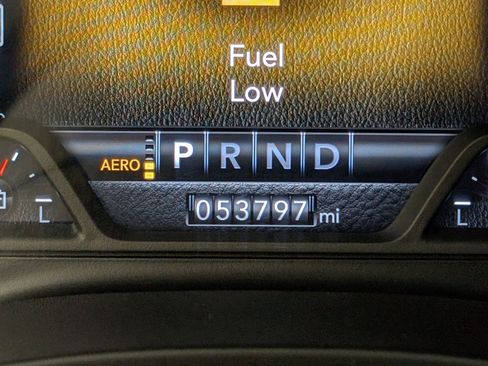 Fuel
Low
AERO P R N D
L 053797 mi L